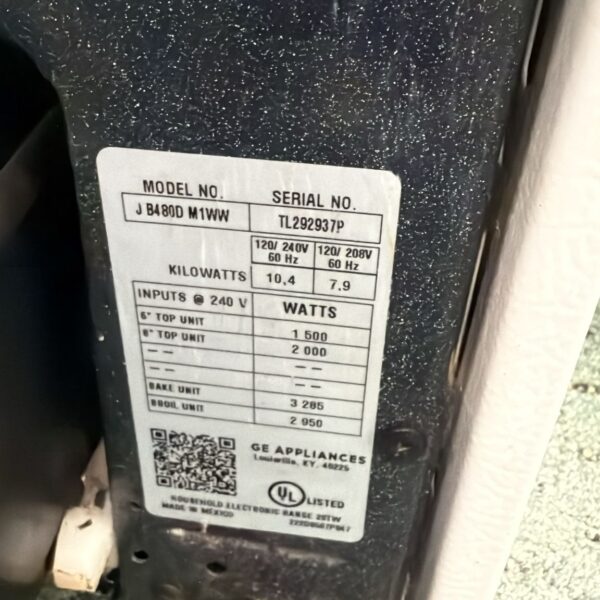 MODEL NO. SERIAL NO.
J B480D M1WW TL292937P
120/ 240V 120/ 208V
60 Hz 60 Hz
KILOWATTS 10,4 7.9
INPUTS @ 240 V WATTS
6" TOP UNIT 1 500
8" TOP UNIT 2 000
-- --
-- --
BAKE UNIT 3 285
BROIL UNIT 2 950
GE APPLIANCES
Louisville, KY, 40225
UL LISTED
HOUSEHOLD ELECTRONIC RANGE 28TW
MADE IN MEXICO